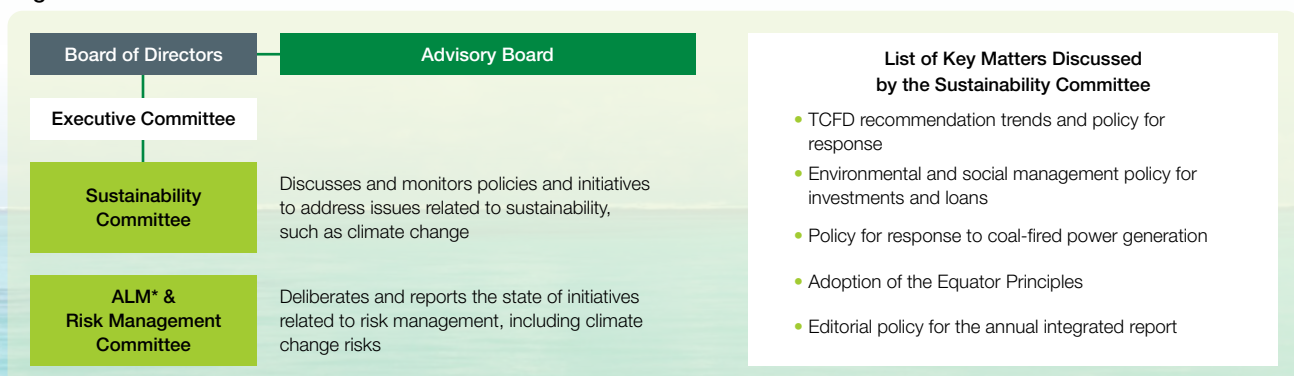 Board of Directors
Advisory Board
Executive Committee
Sustainability
Committee
Discusses and monitors policies and initiatives
to address issues related to sustainability,
such as climate change
ALM* &
Risk Management
Committee
Deliberates and reports the state of initiatives
related to risk management, including climate
change risks
List of Key Matters Discussed
by the Sustainability Committee
• TCFD recommendation trends and policy for
response
• Environmental and social management policy for
investments and loans
• Policy for response to coal-fired power generation
• Adoption of the Equator Principles
• Editorial policy for the annual integrated report